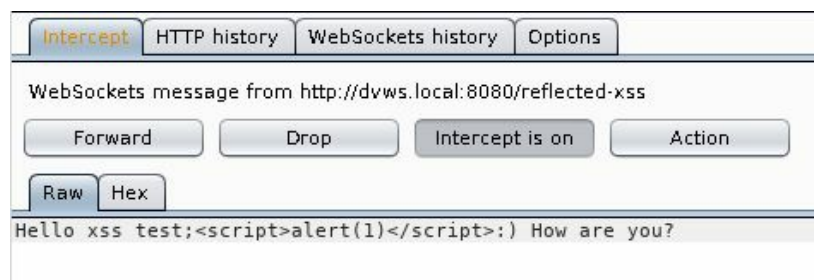 Intercept HTTP history WebSockets history Options
WebSockets message from http://dvws.local:8080/reflected-xss
Forward Drop Intercept is on Action
Raw Hex
Hello xss test;<script>alert(1)</script>:) How are you?